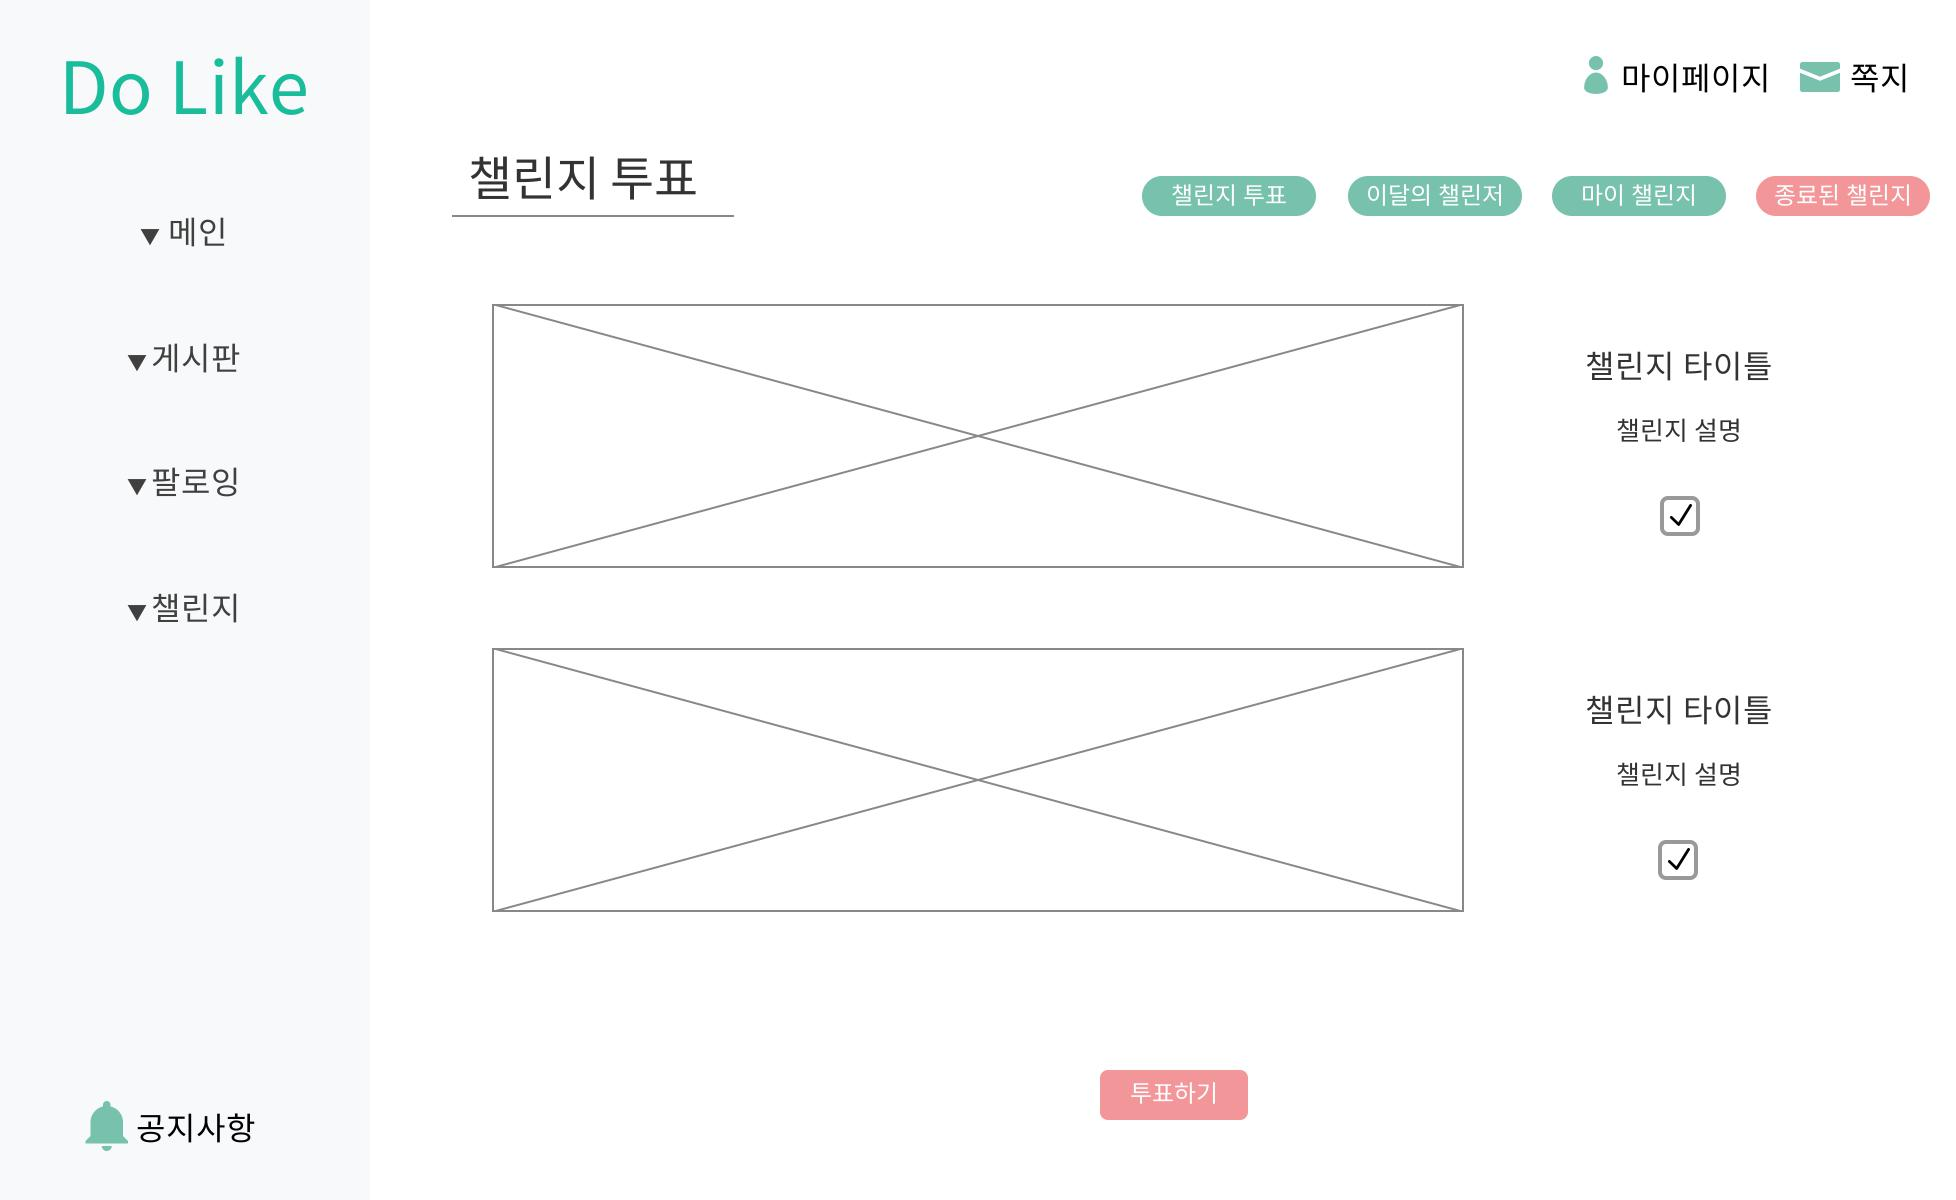 Do Like
마이페이지
쪽지
챌린지 투표
챌린지 투표
이달의 챌린저
마이 챌린지
종료된 챌린지
▼ 메인
▼게시판
▼팔로잉
▼챌린지
챌린지 타이틀
챌린지 설명
챌린지 타이틀
챌린지 설명
투표하기
공지사항